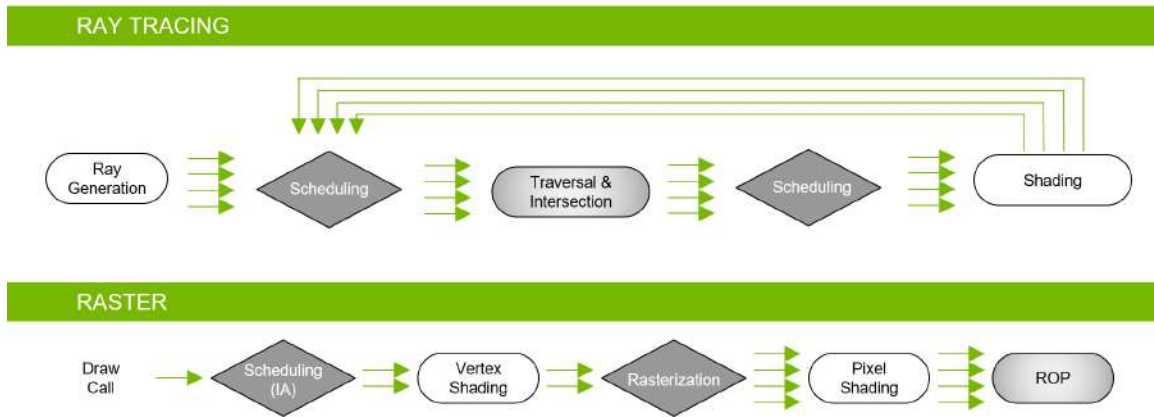 RAY TRACING
Ray
Generation
Scheduling
Traversal &
Intersection
Scheduling
Shading
RASTER
Draw
Call
Scheduling
(IA)
Vertex
Shading
Rasterization
Pixel
Shading
ROP